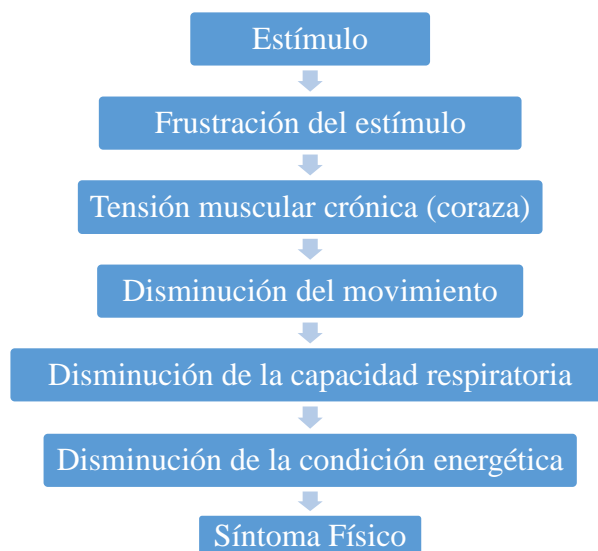 Estímulo
Frustración del estímulo
Tensión muscular crónica (coraza)
Disminución del movimiento
Disminución de la capacidad respiratoria
Disminución de la condición energética
Síntoma Físico